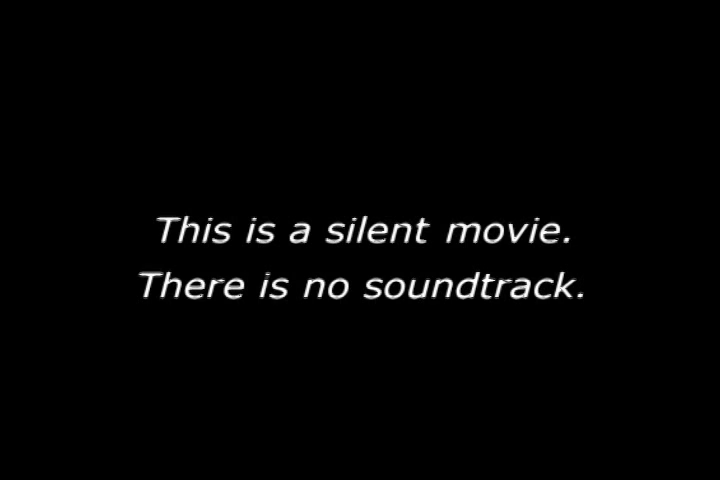 This is a silent movie.
There is no soundtrack.